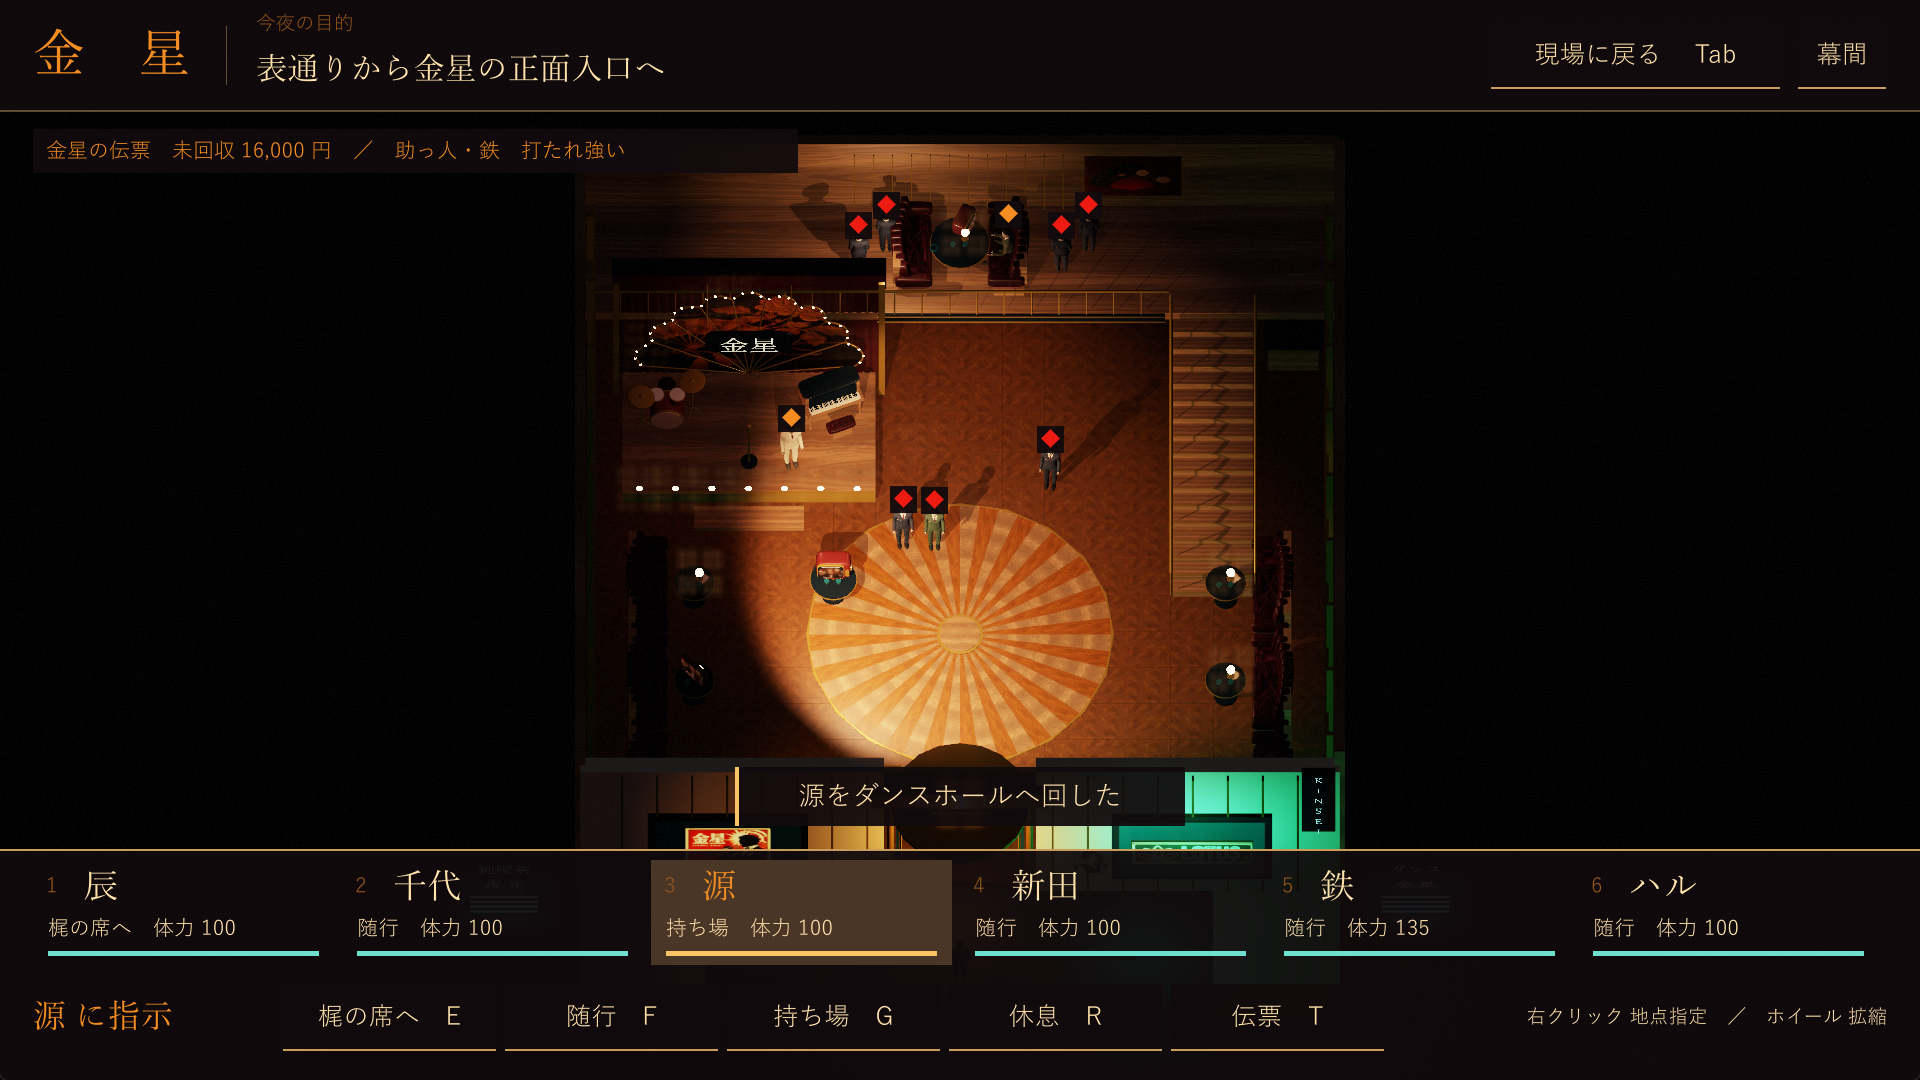 金星
今夜の目的
表通りから金星の正面入口へ
現場に戻る Tab
幕間
金星の伝票 未回収 16,000 円 ／ 助っ人・鉄 打たれ強い
金星
源をダンスホールへ回した
KINSEI
金星
LOTUS
1 辰
梶の席へ 体力 100
2 千代
随行 体力 100
3 源
持ち場 体力 100
4 新田
随行 体力 100
5 鉄
随行 体力 135
6 ハル
随行 体力 100
源 に指示
梶の席へ E
随行 F
持ち場 G
休息 R
伝票 T
右クリック 地点指定 ／ ホイール 拡縮